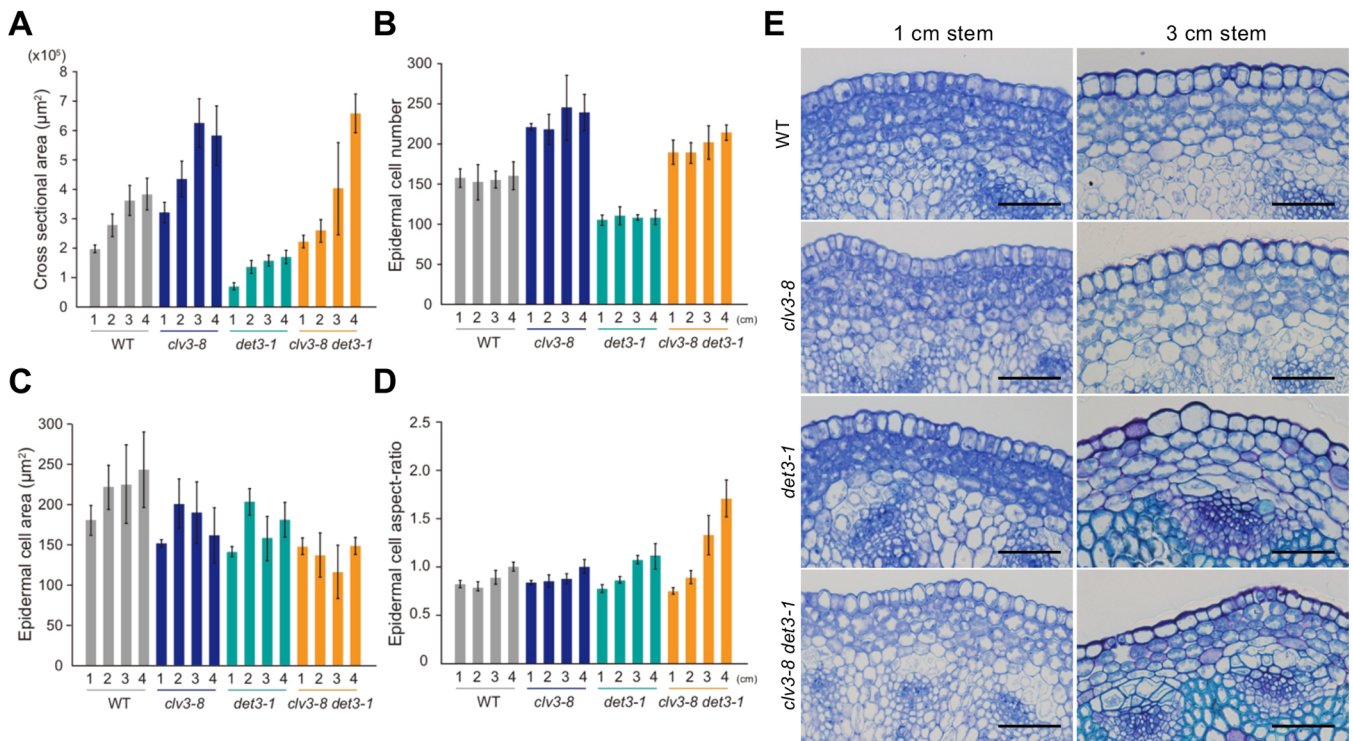 A
(x10⁵)
Cross sectional area (µm²)
8
7
6
5
4
3
2
1
0
1 2 3 4 1 2 3 4 1 2 3 4 1 2 3 4
WT clv3-8 det3-1 clv3-8 det3-1
B
Epidermal cell number
300
250
200
150
100
50
0
1 2 3 4 1 2 3 4 1 2 3 4 1 2 3 4 (cm)
WT clv3-8 det3-1 clv3-8 det3-1
C
Epidermal cell area (µm²)
300
250
200
150
100
50
0
1 2 3 4 1 2 3 4 1 2 3 4 1 2 3 4
WT clv3-8 det3-1 clv3-8 det3-1
D
Epidermal cell aspect-ratio
2.5
2.0
1.5
1.0
0.5
0
1 2 3 4 1 2 3 4 1 2 3 4 1 2 3 4 (cm)
WT clv3-8 det3-1 clv3-8 det3-1
E
1 cm stem 3 cm stem
WT
clv3-8
det3-1
clv3-8 det3-1